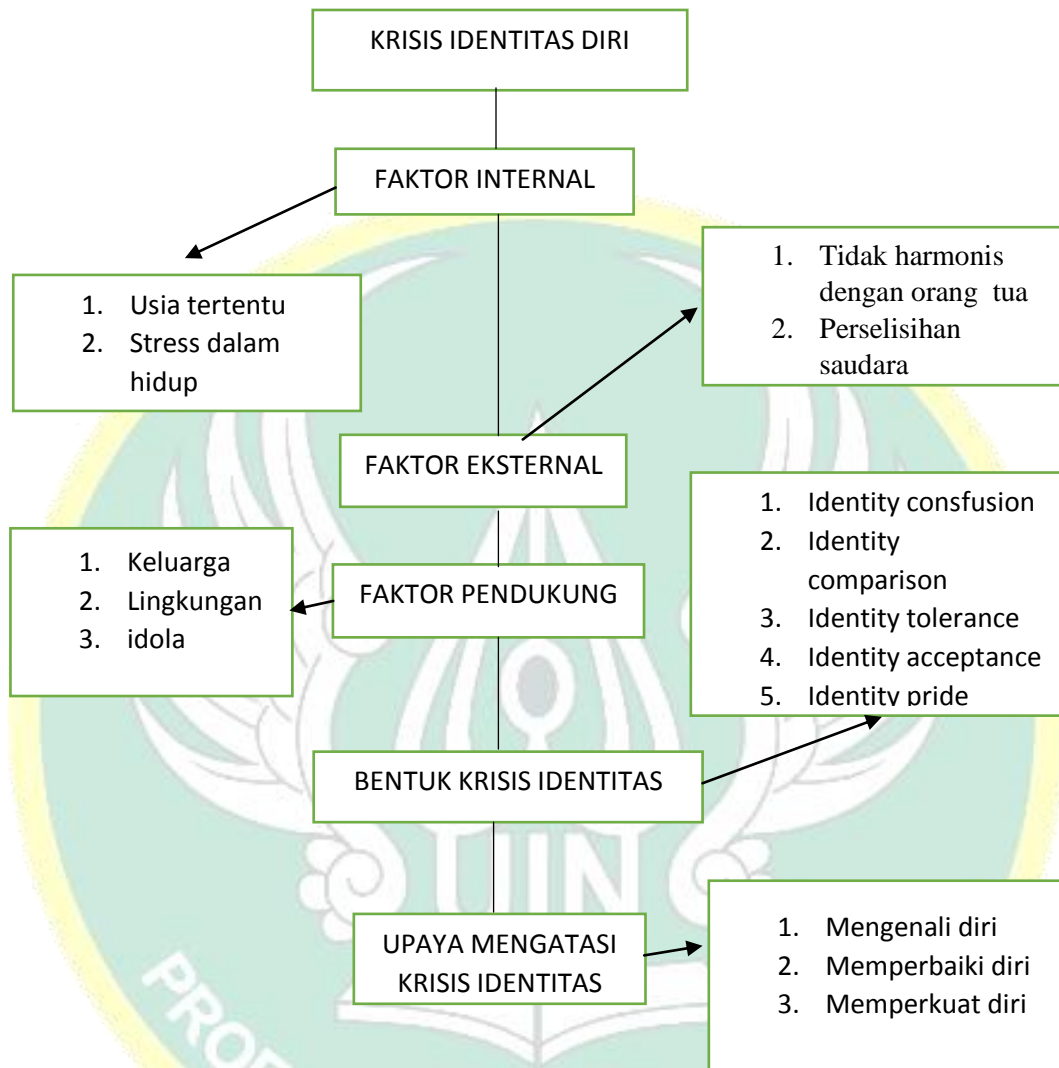 KRISIS IDENTITAS DIRI
FAKTOR INTERNAL
1. Usia tertentu
2. Stress dalam
hidup
1. Tidak harmonis
dengan orang tua
2. Perselisihan
saudara
FAKTOR EKSTERNAL
1. Keluarga
2. Lingkungan
3. idola
FAKTOR PENDUKUNG
1. Identity consfusion
2. Identity
comparison
3. Identity tolerance
4. Identity acceptance
5. Identity pride
BENTUK KRISIS IDENTITAS
UIN
UPAYA MENGATASI
KRISIS IDENTITAS
1. Mengenali diri
2. Memperbaiki diri
3. Memperkuat diri